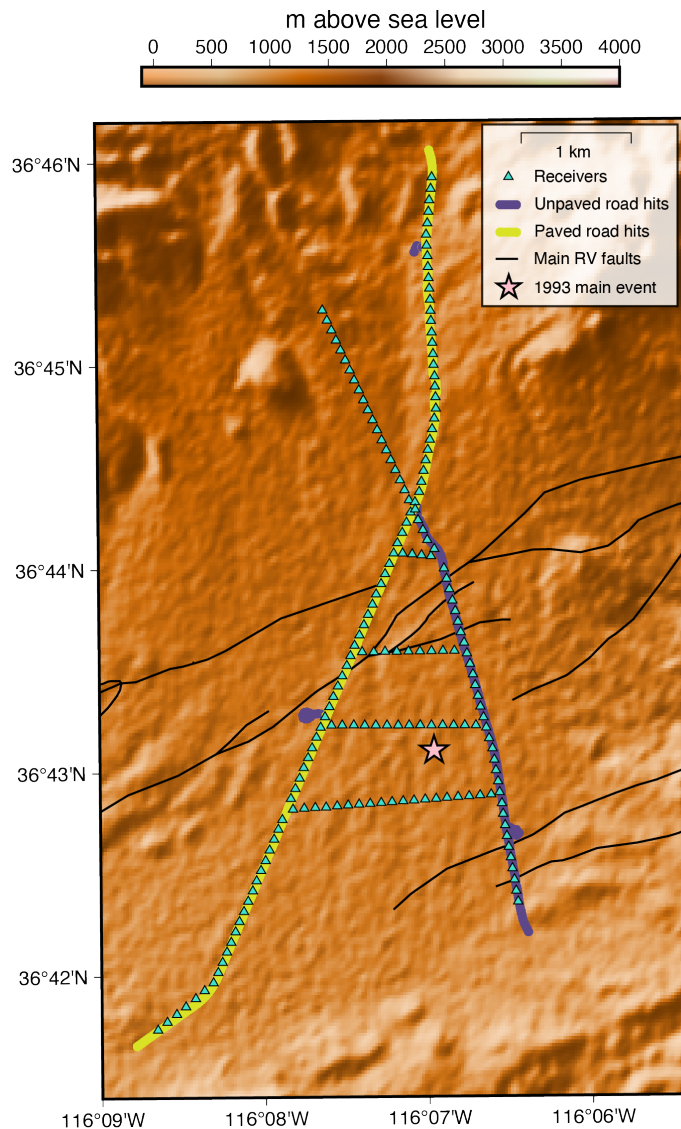 m above sea level
0 500 1000 1500 2000 2500 3000 3500 4000
1 km
Receivers
Unpaved road hits
Paved road hits
Main RV faults
1993 main event
36°46'N
36°45'N
36°44'N
36°43'N
36°42'N
116°09'W 116°08'W 116°07'W 116°06'W